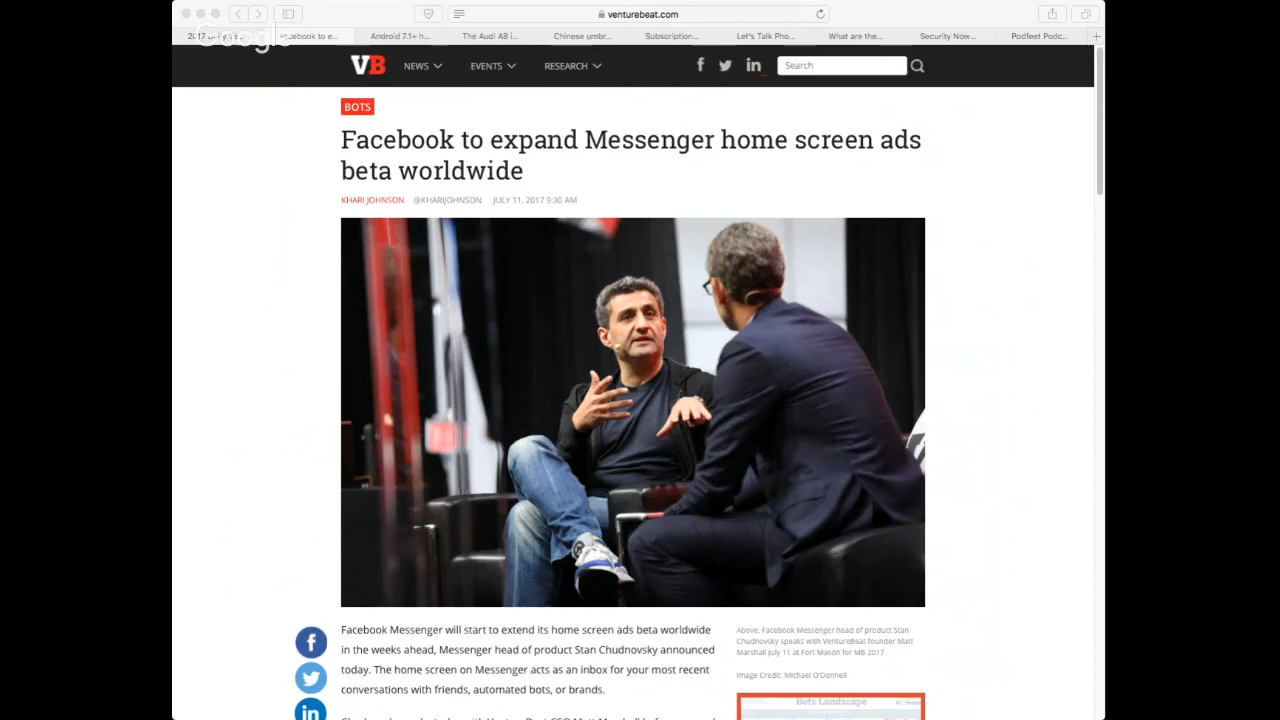 venturebeat.com
Google
Facebook to e...
Android 7.1+ h...
The Audi A8 i...
Chinese umbr...
Subscription...
Let's Talk Pho...
What are the...
Security Now...
Podfeet Podc...
VB
NEWS
EVENTS
RESEARCH
Search
BOTS
Facebook to expand Messenger home screen ads
beta worldwide
KHARI JOHNSON @KHARIJOHNSON JULY 11, 2017 9:30 AM
Facebook Messenger will start to extend its home screen ads beta worldwide
in the weeks ahead, Messenger head of product Stan Chudnovsky announced
today. The home screen on Messenger acts as an inbox for your most recent
conversations with friends, automated bots, or brands.
Above: Facebook Messenger head of product Stan
Chudnovsky speaks with VentureBeat founder Matt
Marshall july 11 at Fort Mason for MB 2017
Image Credit: Michael O'Donnell
Bots Landscape